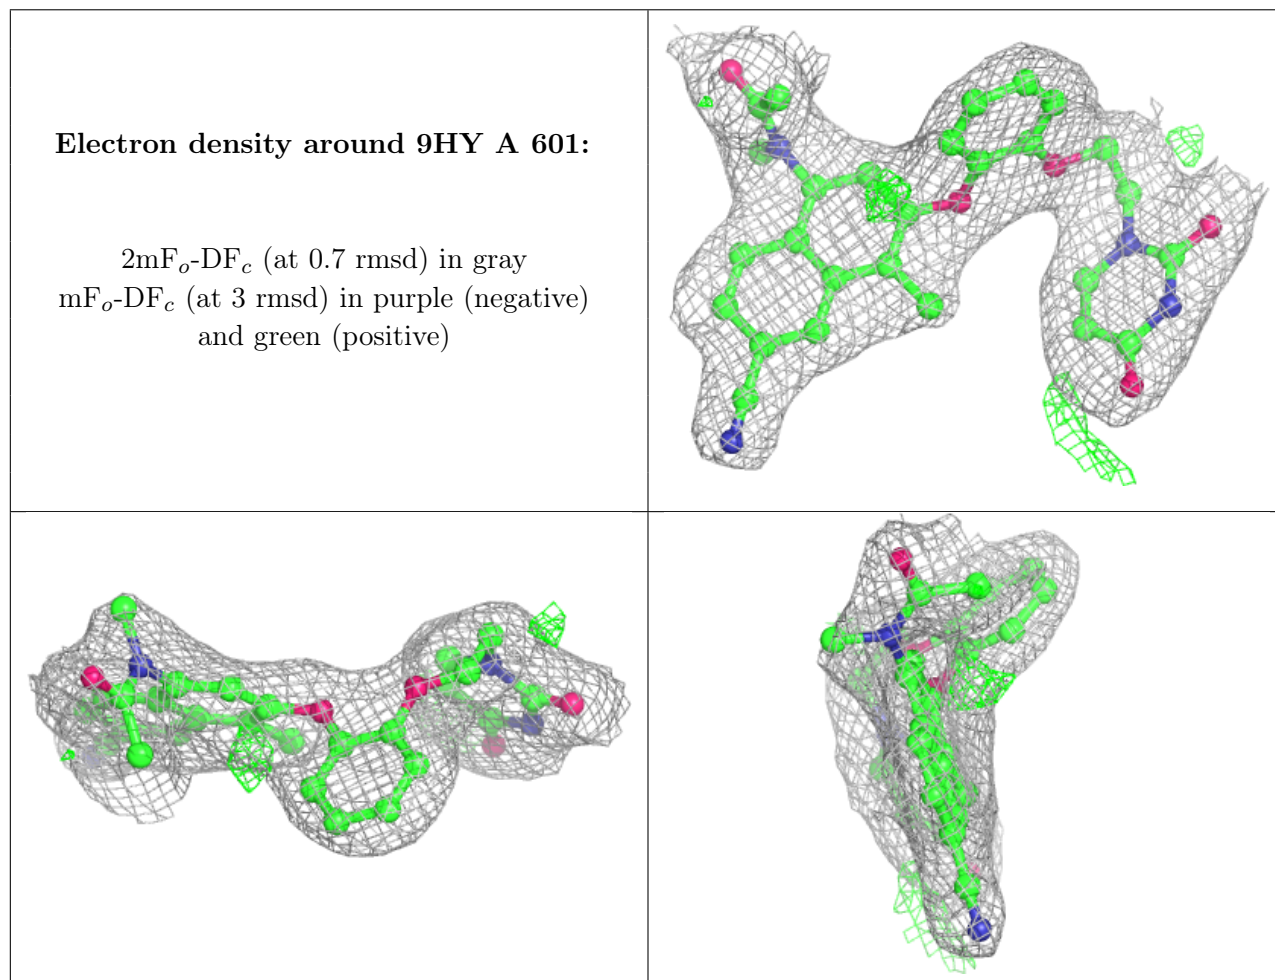 Electron density around 9HY A 601:
2mFo-DFc (at 0.7 rmsd) in gray
mFo-DFc (at 3 rmsd) in purple (negative)
and green (positive)